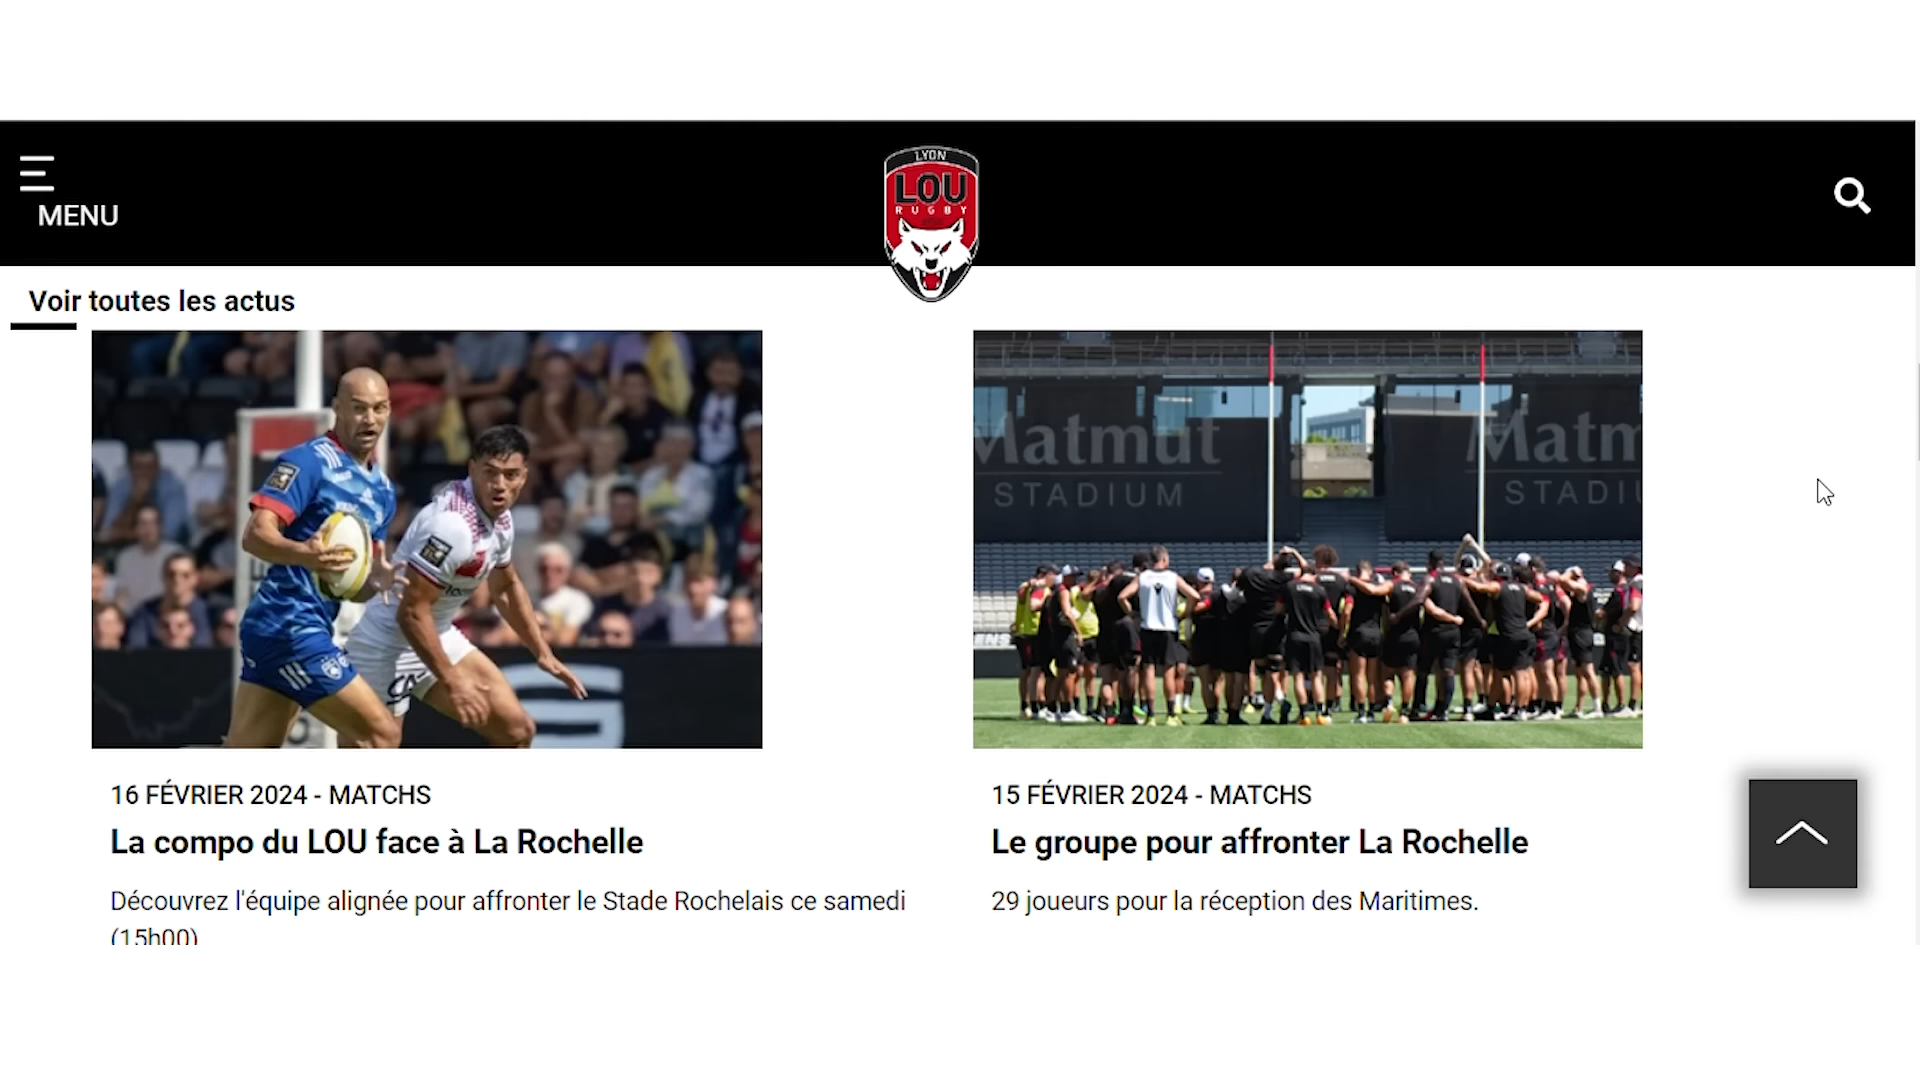 MENU
LYON
LOU
RUGBY
Voir toutes les actus
Matmut
STADIUM
Matm
STADIU
16 FÉVRIER 2024 - MATCHS
La compo du LOU face à La Rochelle
Découvrez l'équipe alignée pour affronter le Stade Rochelais ce samedi
(15h00)
15 FÉVRIER 2024 - MATCHS
Le groupe pour affronter La Rochelle
29 joueurs pour la réception des Maritimes.